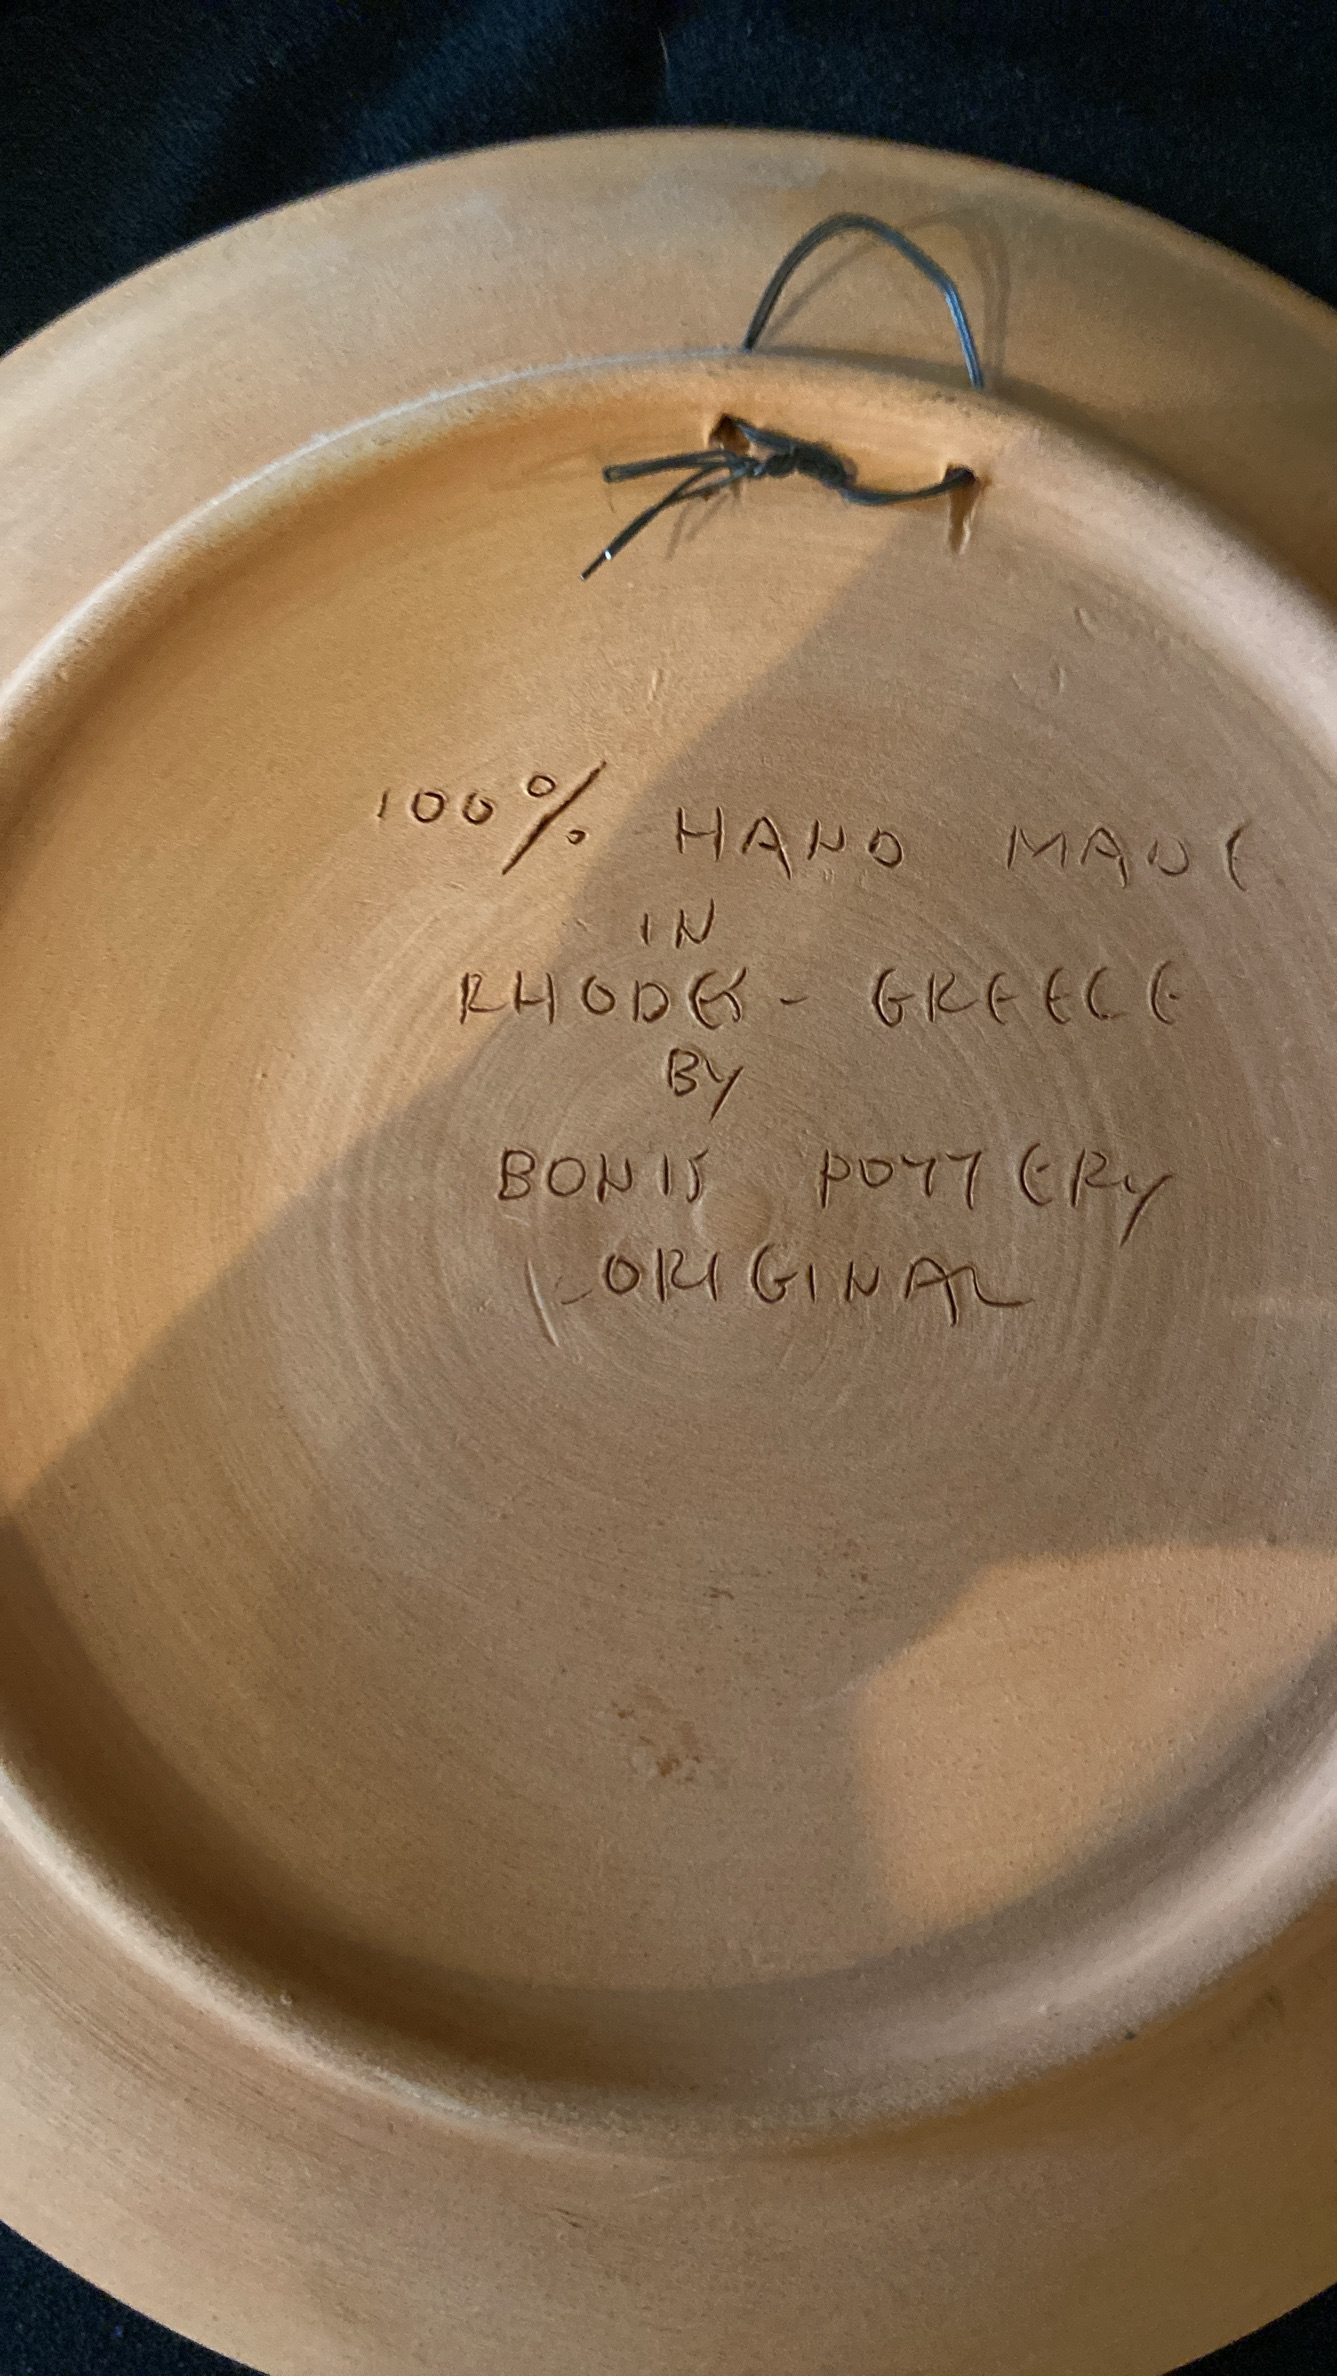 100% HAND MADE
IN
RHODES - GREECE
BY
BONIS POTTERY
ORIGINAL